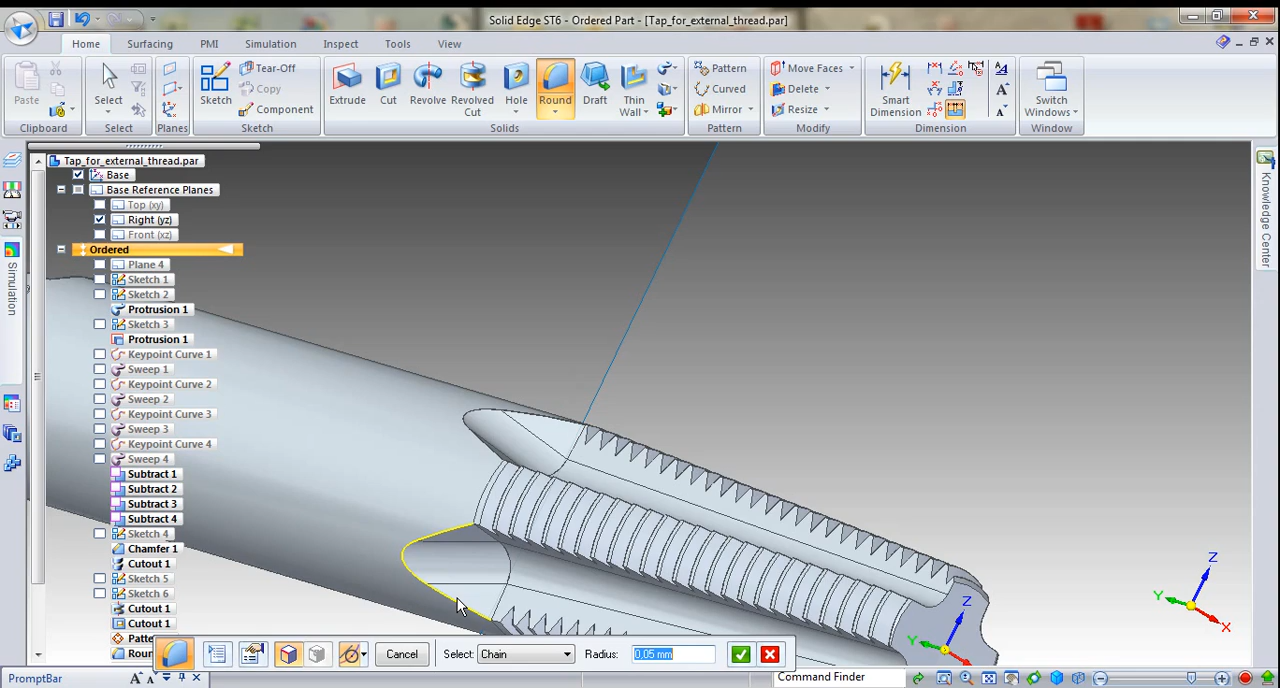 Solid Edge ST6 - Ordered Part - [Tap_for_external_thread.par]
Home Surfacing PMI Simulation Inspect Tools View
Paste
Clipboard
Select
Select
Planes
Sketch
Tear-Off
Copy
Component
Sketch
Extrude
Cut
Revolve
Revolved Cut
Hole
Round
Draft
Thin Wall
Solids
Pattern
Curved
Mirror
Pattern
Move Faces
Delete
Resize
Modify
Smart Dimension
Dimension
Switch Windows
Window
Tap_for_external_thread.par
Base
Base Reference Planes
Top (xy)
Right (yz)
Front (xz)
Ordered
Plane 4
Sketch 1
Sketch 2
Protrusion 1
Sketch 3
Protrusion 1
Keypoint Curve 1
Sweep 1
Keypoint Curve 2
Sweep 2
Keypoint Curve 3
Sweep 3
Keypoint Curve 4
Sweep 4
Subtract 1
Subtract 2
Subtract 3
Subtract 4
Sketch 4
Chamfer 1
Cutout 1
Sketch 5
Sketch 6
Cutout 1
Cutout 1
Patte
Roun
Simulation
Knowledge Center
Z
Y
X
Z
Y
Cancel
Select: Chain
Radius: 0,05 mm
PromptBar
Command Finder